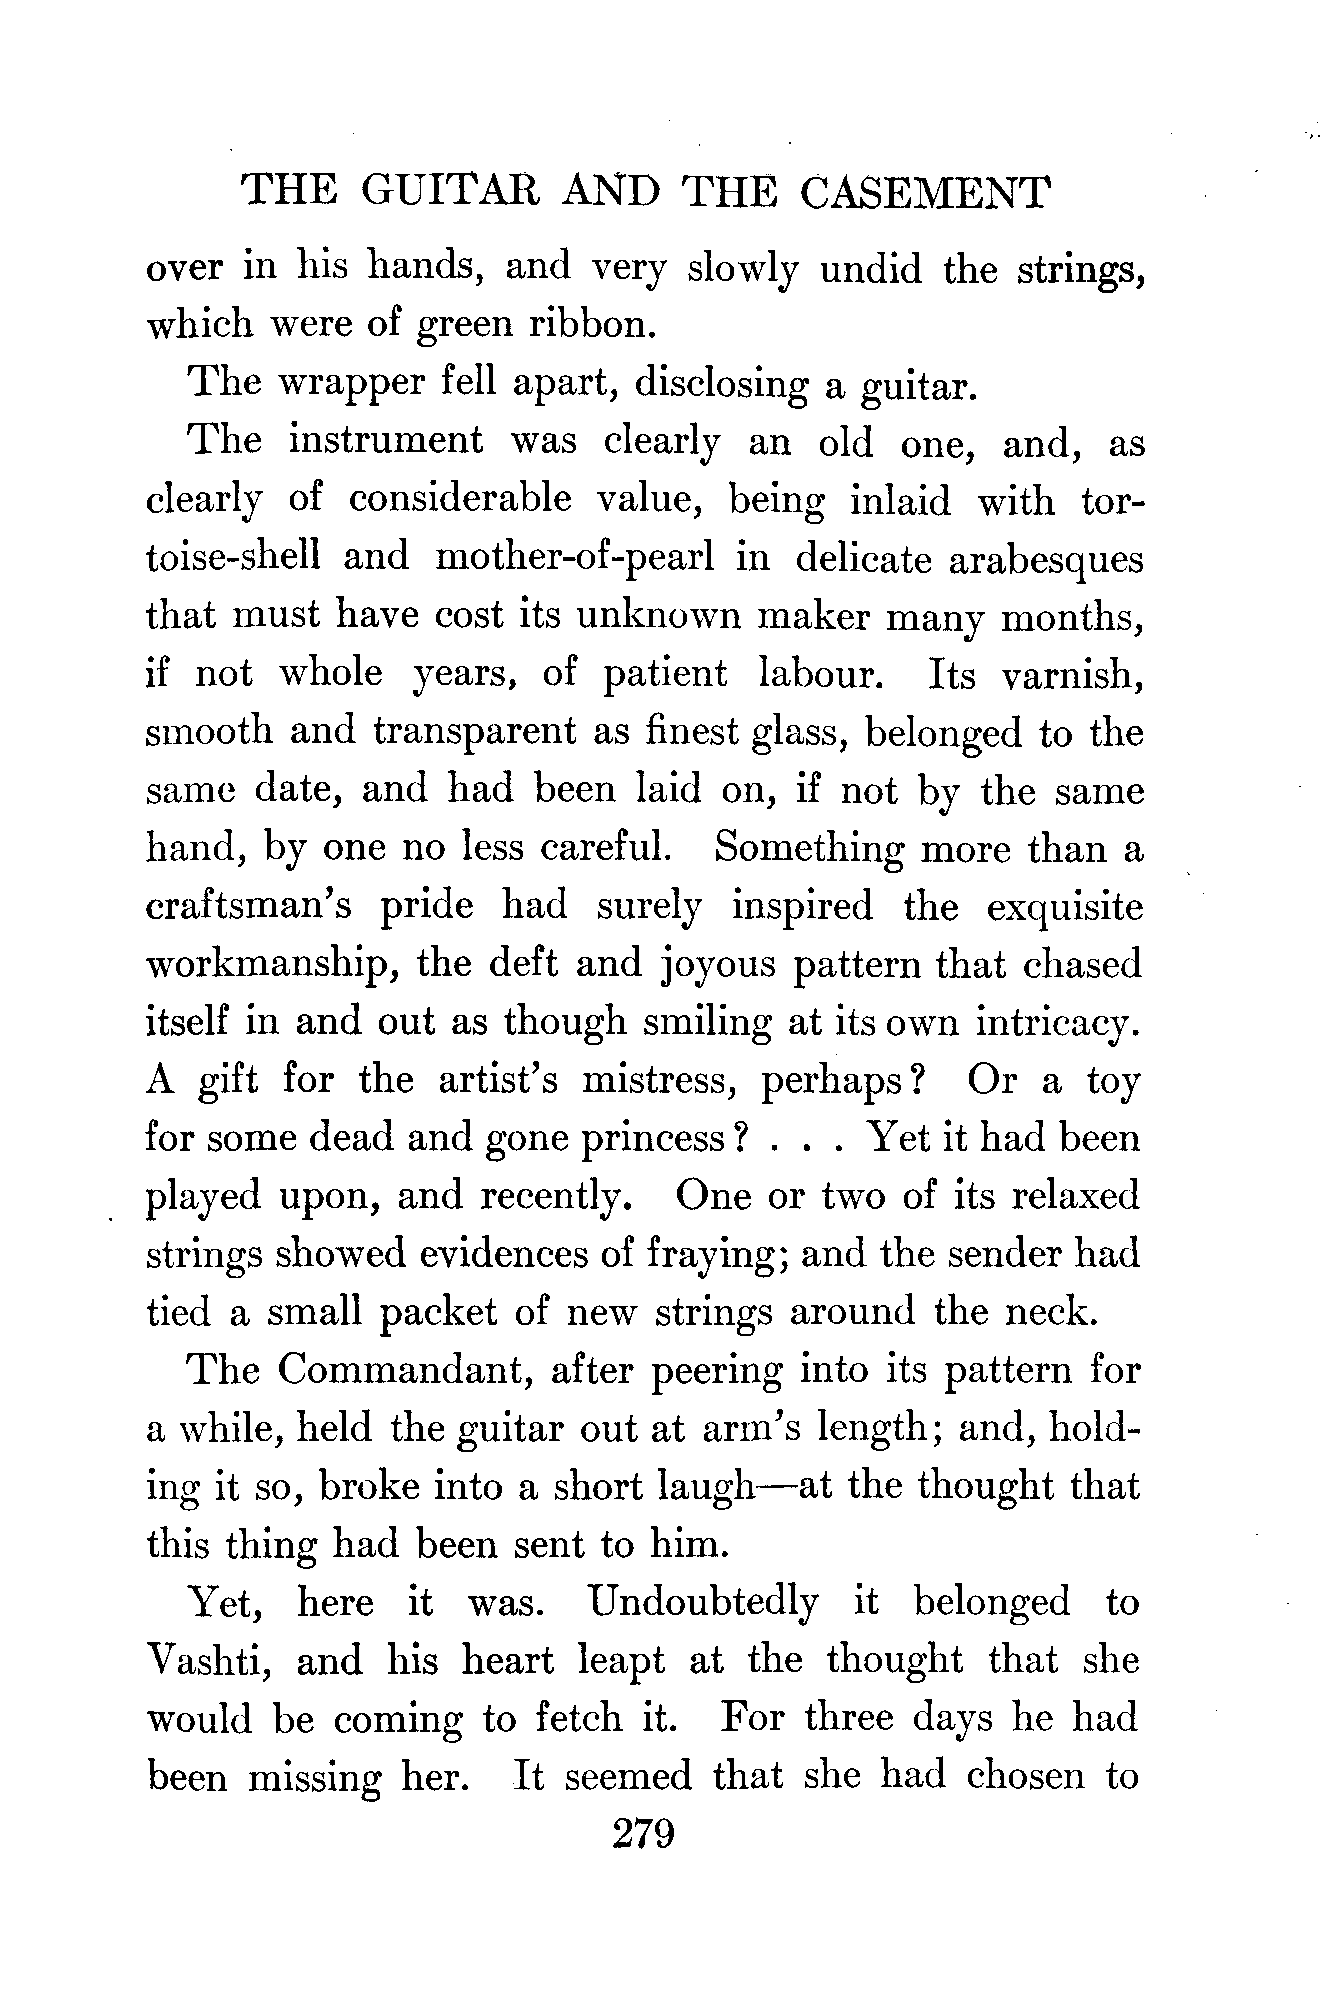 THE GUITAR AND THE CASEMENT
over in his hands, and very slowly undid the strings,
which were of green ribbon.
The wrapper fell apart, disclosing a guitar.
The instrument was clearly an old one, and, as
clearly of considerable value, being inlaid with tor-
toise-shell and mother-of-pearl in delicate arabesques
that must have cost its unknown maker many months,
if not whole years, of patient labour. Its varnish,
smooth and transparent as finest glass, belonged to the
same date, and had been laid on, if not by the same
hand, by one no less careful. Something more than a
craftsman's pride had surely inspired the exquisite
workmanship, the deft and joyous pattern that chased
itself in and out as though smiling at its own intricacy.
A gift for the artist's mistress, perhaps? Or a toy
for some dead and gone princess? . . . Yet it had been
played upon, and recently. One or two of its relaxed
strings showed evidences of fraying; and the sender had
tied a small packet of new strings around the neck.
The Commandant, after peering into its pattern for
a while, held the guitar out at arm's length; and, hold-
ing it so, broke into a short laugh—at the thought that
this thing had been sent to him.
Yet, here it was. Undoubtedly it belonged to
Vashti, and his heart leapt at the thought that she
would be coming to fetch it. For three days he had
been missing her. It seemed that she had chosen to
279